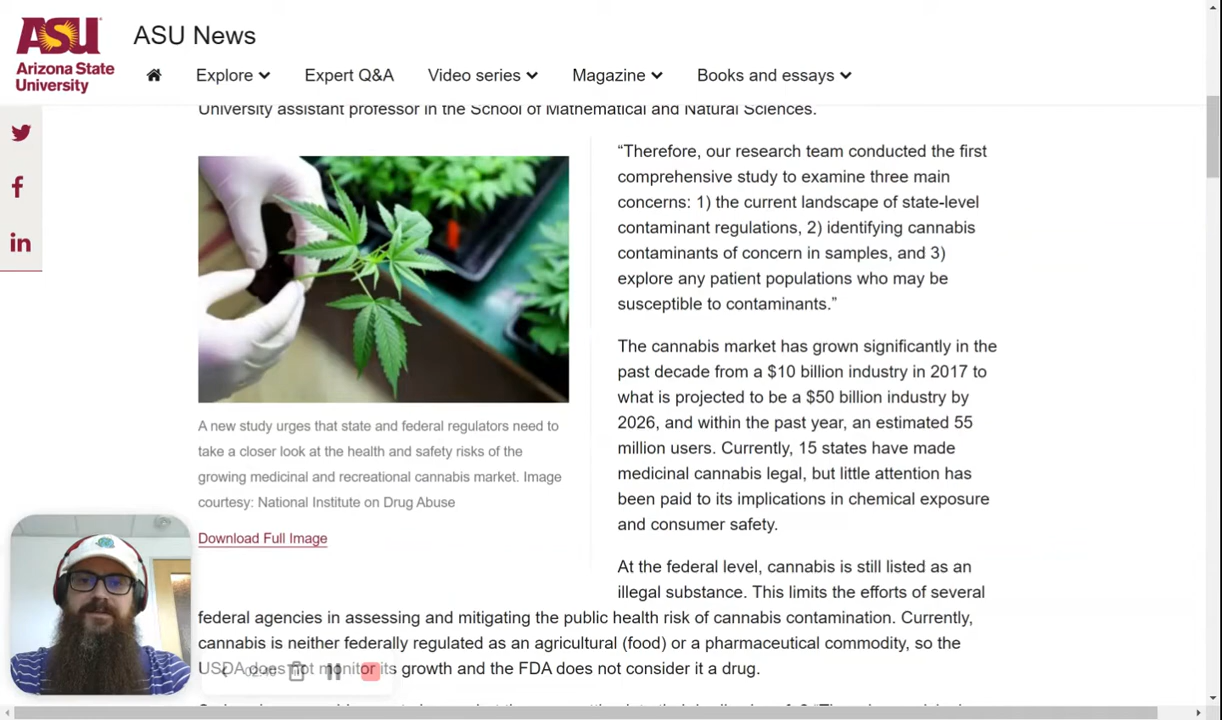 ASU
Arizona State
University
ASU News
Explore
Expert Q&A
Video series
Magazine
Books and essays
University assistant professor in the School of Mathematical and Natural Sciences.
“Therefore, our research team conducted the first
comprehensive study to examine three main
concerns: 1) the current landscape of state-level
contaminant regulations, 2) identifying cannabis
contaminants of concern in samples, and 3)
explore any patient populations who may be
susceptible to contaminants.”
The cannabis market has grown significantly in the
past decade from a $10 billion industry in 2017 to
what is projected to be a $50 billion industry by
2026, and within the past year, an estimated 55
million users. Currently, 15 states have made
medicinal cannabis legal, but little attention has
been paid to its implications in chemical exposure
and consumer safety.
A new study urges that state and federal regulators need to
take a closer look at the health and safety risks of the
growing medicinal and recreational cannabis market. Image
courtesy: National Institute on Drug Abuse
Download Full Image
At the federal level, cannabis is still listed as an
illegal substance. This limits the efforts of several
federal agencies in assessing and mitigating the public health risk of cannabis contamination. Currently,
cannabis is neither federally regulated as an agricultural (food) or a pharmaceutical commodity, so the
USDA does not monitor its growth and the FDA does not consider it a drug.